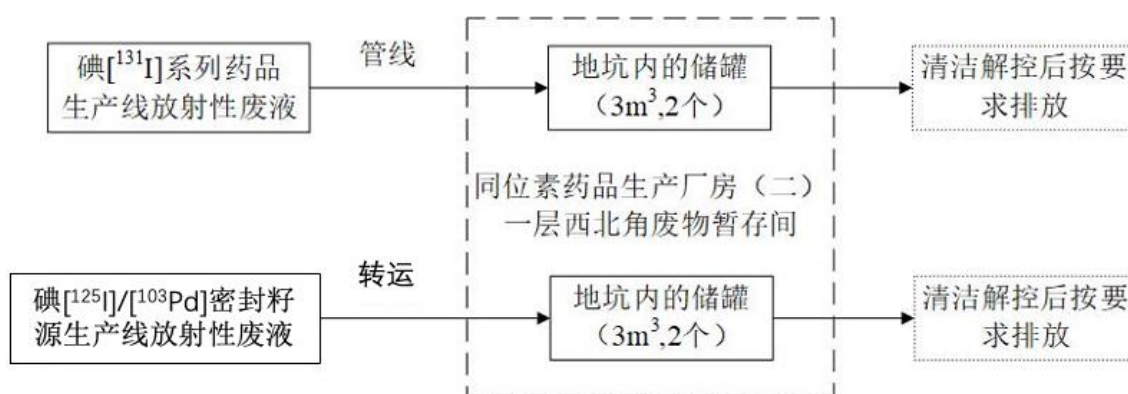 碘[¹³¹I]系列药品
生产线放射性废液
管线
地坑内的储罐
（3m³,2个）
清洁解控后按要
求排放
同位素药品生产厂房（二）
一层西北角废物暂存间
碘[¹²⁵I]/[¹⁰³Pd]密封籽
源生产线放射性废液
转运
地坑内的储罐
（3m³,2个）
清洁解控后按要
求排放